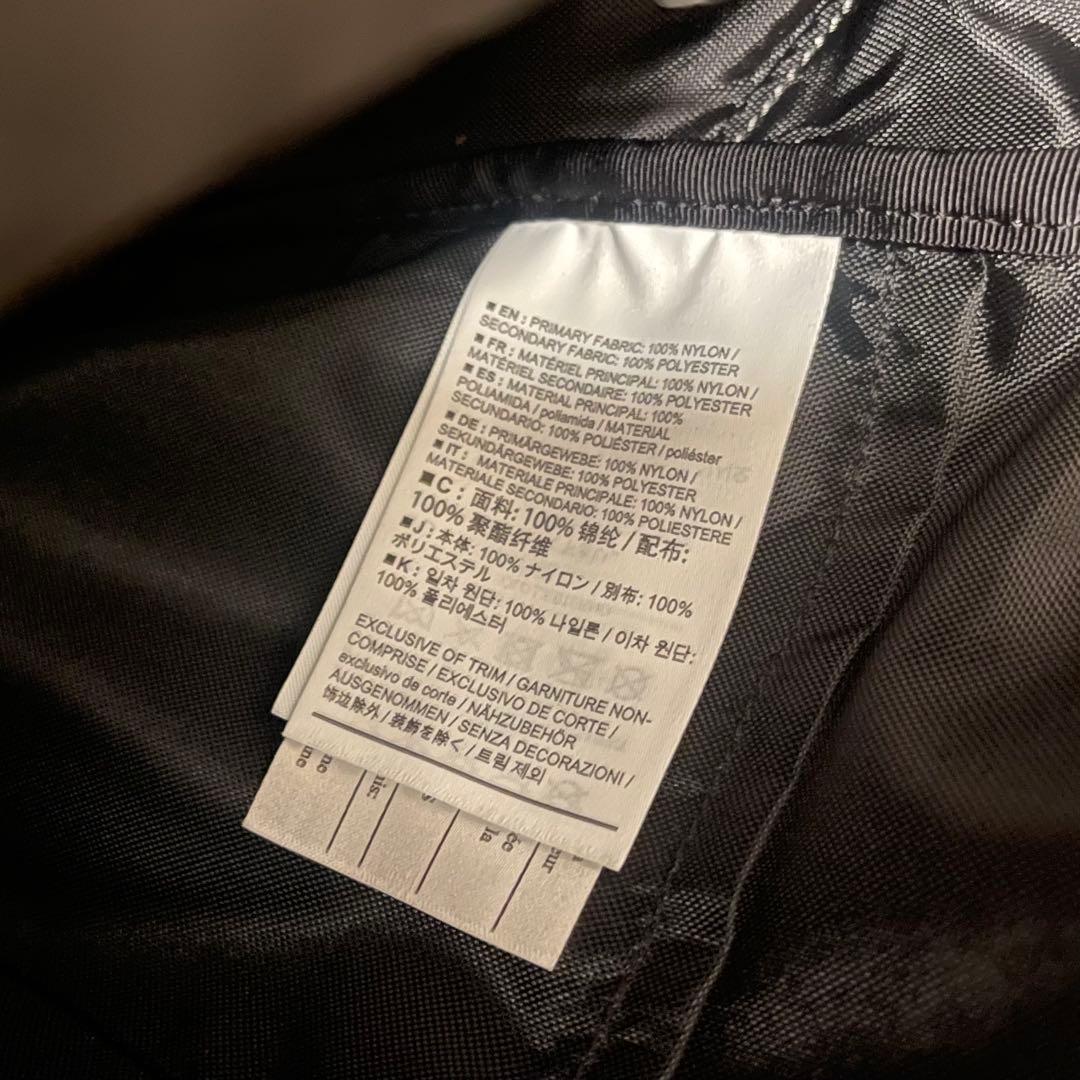 ■ EN : PRIMARY FABRIC: 100% NYLON /
SECONDARY FABRIC: 100% POLYESTER
■ FR : MATÉRIEL PRINCIPAL: 100% NYLON /
MATÉRIEL SECONDAIRE: 100% POLYESTER
■ ES : MATERIAL PRINCIPAL: 100%
POLIAMIDA / poliamida / MATERIAL
SECUNDARIO: 100% POLIÉSTER / poliéster
■ DE : PRIMÄRGEWEBE: 100% NYLON /
SEKUNDÄRGEWEBE: 100% POLYESTER
■ IT : MATERIALE PRINCIPALE: 100% NYLON /
MATERIALE SECONDARIO: 100% POLIESTERE
■ C : 面料: 100% 锦纶 / 配布:
100% 聚酯纤维
■ J : 本体: 100% ナイロン / 別布: 100%
ポリエステル
■ K : 일차 원단: 100% 나일론 / 이차 원단:
100% 폴리에스터
EXCLUSIVE OF TRIM / GARNITURE NON-
COMPRISE / EXCLUSIVO DE CORTE /
exclusivo de corte / NÄHZUBEHÖR
AUSGENOMMEN / SENZA DECORAZIONI /
饰边除外 / 装飾を除く / 트림 제외
me
ne
nis.
la
ée
eur